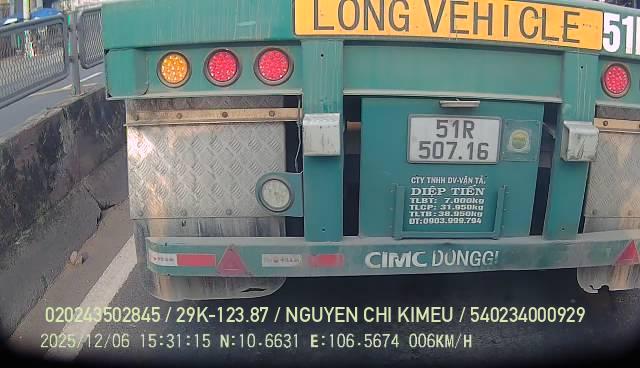 LONG VEHICLE
51R
507.16
CTY TNHH DV-VẬN TẢI
DIỆP TIẾN
TLBT: 7.000kg
TLCP: 31.950kg
TLTB: 38.950kg
ĐT: 0903.999.794
CIMC DONGGI
020243502845 / 29K-123.87 / NGUYEN CHI KIMEU / 540234000929
2025/12/06 15:31:15 N:10.6631 E:106.5674 006KM/H